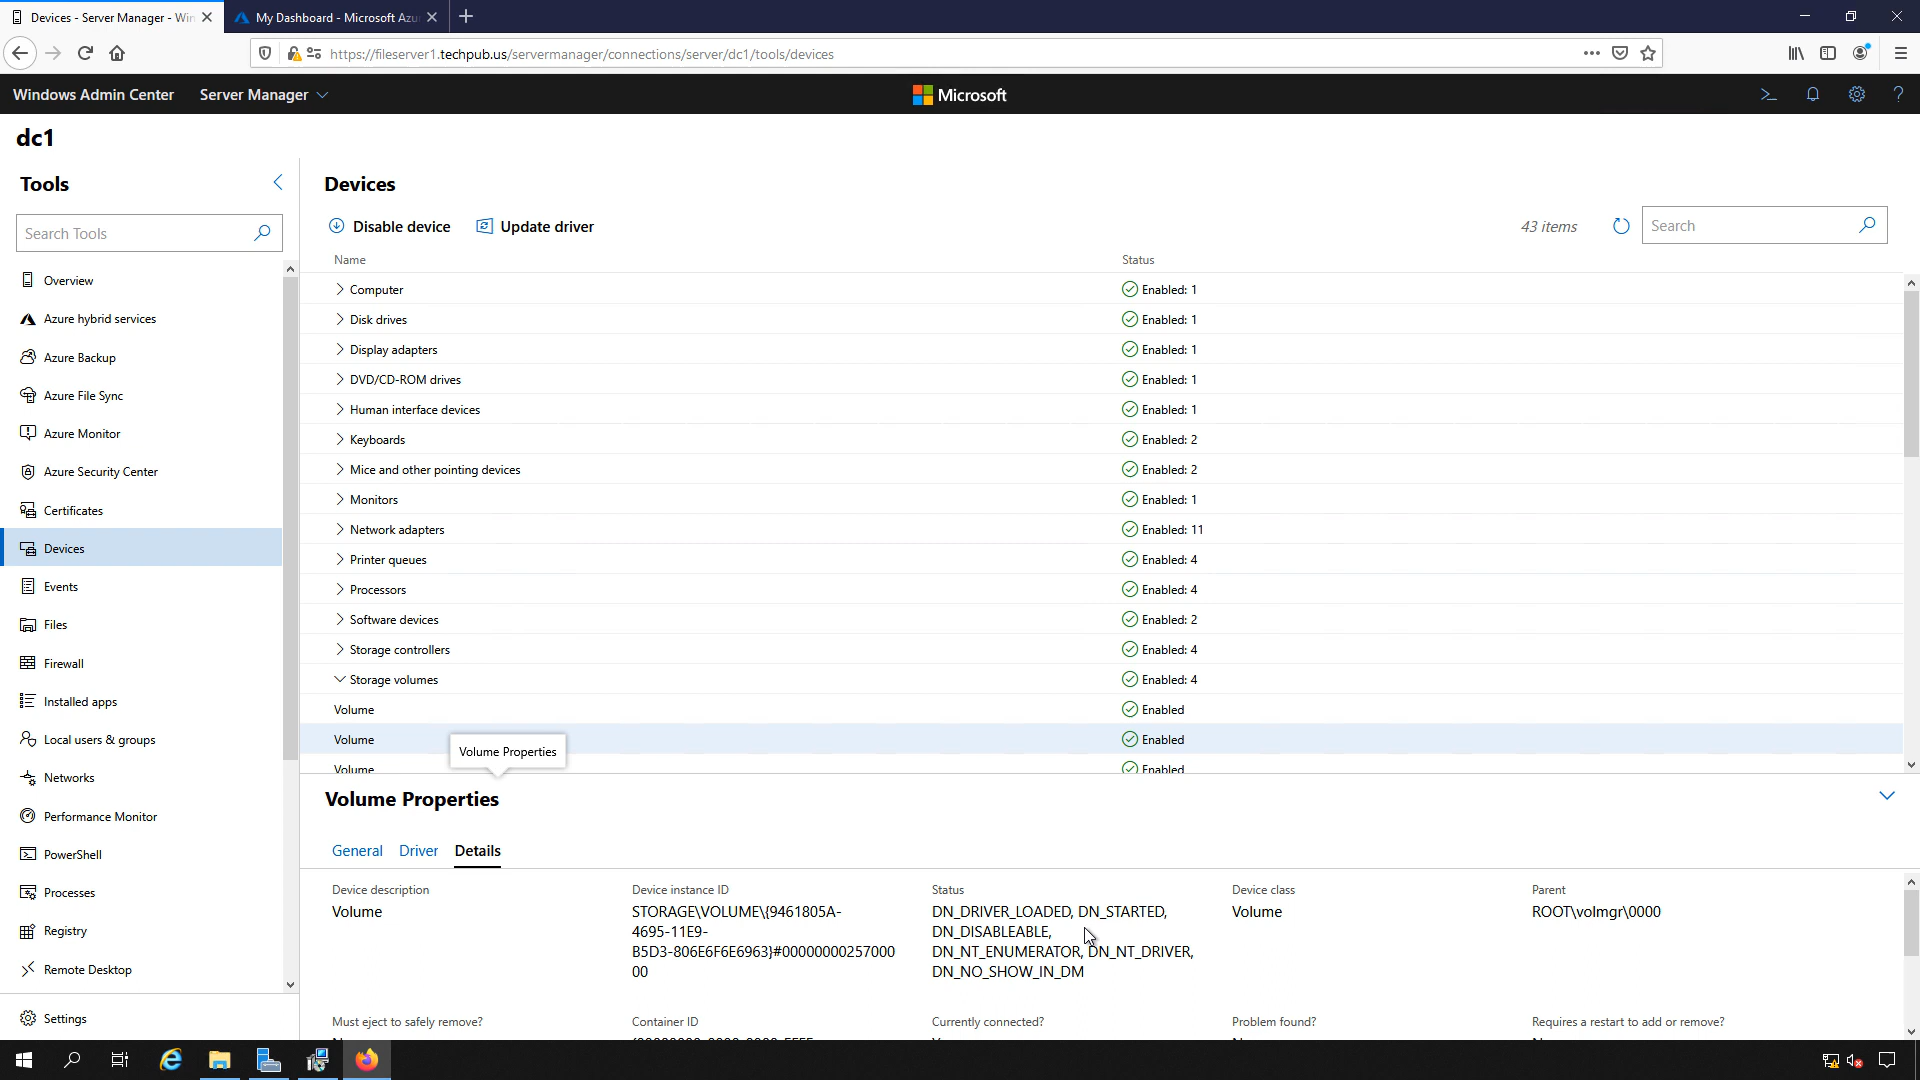 Devices - Server Manager - Win
My Dashboard - Microsoft Azu
https://fileserver1.techpub.us/servermanager/connections/server/dc1/tools/devices
Windows Admin Center
Server Manager
Microsoft
dc1
Tools
Search Tools
Overview
Azure hybrid services
Azure Backup
Azure File Sync
Azure Monitor
Azure Security Center
Certificates
Devices
Events
Files
Firewall
Installed apps
Local users & groups
Networks
Performance Monitor
PowerShell
Processes
Registry
Remote Desktop
Settings
Devices
Disable device
Update driver
43 items
Search
Name Status
Computer Enabled: 1
Disk drives Enabled: 1
Display adapters Enabled: 1
DVD/CD-ROM drives Enabled: 1
Human interface devices Enabled: 1
Keyboards Enabled: 2
Mice and other pointing devices Enabled: 2
Monitors Enabled: 1
Network adapters Enabled: 11
Printer queues Enabled: 4
Processors Enabled: 4
Software devices Enabled: 2
Storage controllers Enabled: 4
Storage volumes Enabled: 4
Volume Enabled
Volume Enabled
Volume Properties
Volume Enabled
Volume Properties
General Driver Details
Device description
Volume
Device instance ID
STORAGE\VOLUME\{9461805A-
4695-11E9-
B5D3-806E6F6E6963}#00000000257000
00
Status
DN_DRIVER_LOADED, DN_STARTED,
DN_DISABLEABLE,
DN_NT_ENUMERATOR, DN_NT_DRIVER,
DN_NO_SHOW_IN_DM
Device class
Volume
Parent
ROOT\volmgr\0000
Must eject to safely remove?
Container ID
Currently connected?
Problem found?
Requires a restart to add or remove?